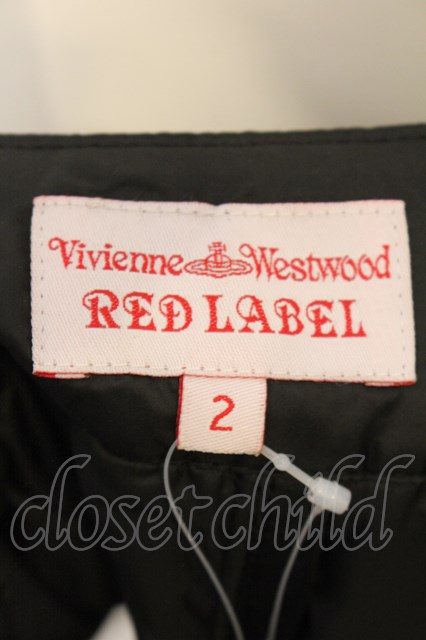 Vivienne Westwood
RED LABEL
2
closetchild